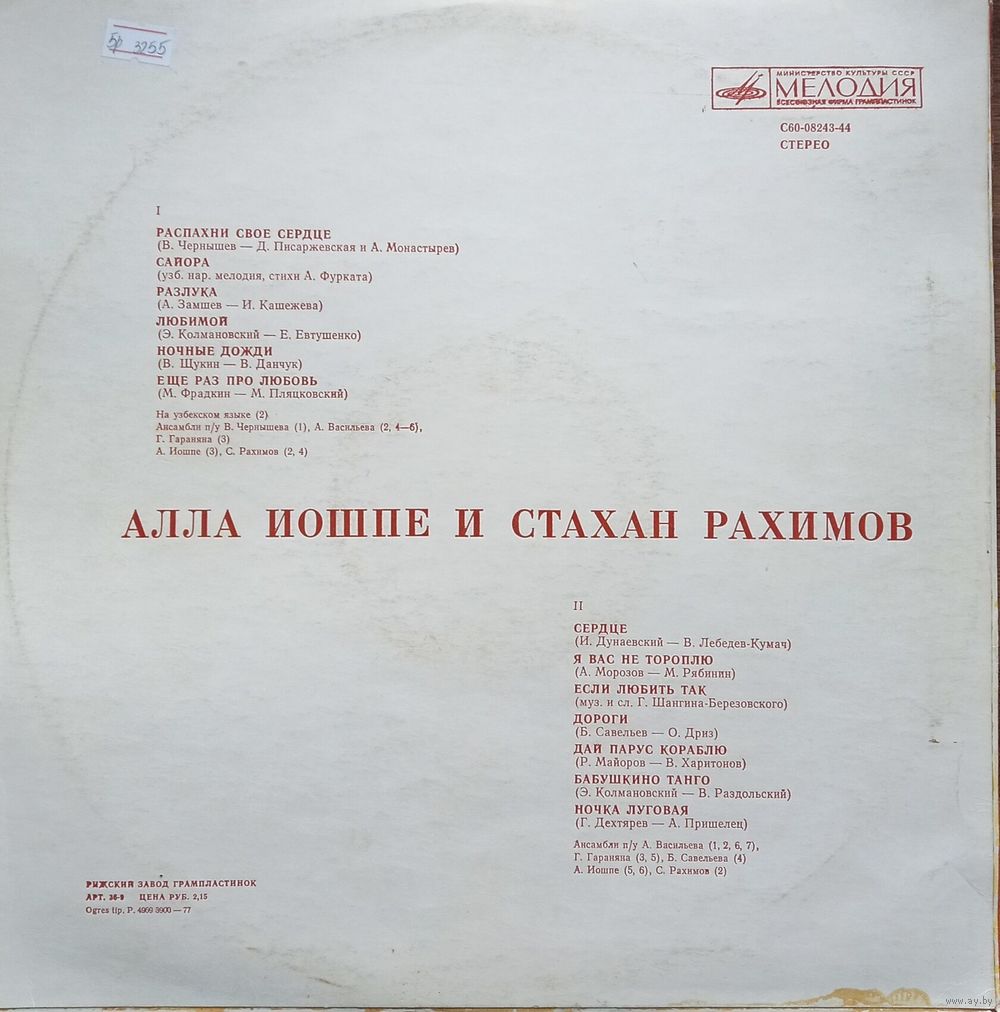 5р 3255
МИНИСТЕРСТВО КУЛЬТУРЫ СССР
МЕЛОДИЯ
ВСЕСОЮЗНАЯ ФИРМА ГРАМПЛАСТИНОК
С60-08243-44
СТЕРЕО
I
РАСПАХНИ СВОЕ СЕРДЦЕ
(В. Чернышев — Д. Писаржевская и А. Монастырев)
САЙОРА
(узб. нар. мелодия, стихи А. Фурката)
РАЗЛУКА
(А. Замшев — И. Кашежева)
ЛЮБИМОЙ
(Э. Колмановский — Е. Евтушенко)
НОЧНЫЕ ДОЖДИ
(В. Щукин — В. Данчук)
ЕЩЕ РАЗ ПРО ЛЮБОВЬ
(М. Фрадкин — М. Пляцковский)
На узбекском языке (2)
Ансамбли п/у В. Чернышева (1), А. Васильева (2, 4—6),
Г. Гараняна (3)
А. Иошпе (3), С. Рахимов (2, 4)
АЛЛА ИОШПЕ И СТАХАН РАХИМОВ
II
СЕРДЦЕ
(И. Дунаевский — В. Лебедев-Кумач)
Я ВАС НЕ ТОРОПЛЮ
(А. Морозов — М. Рябинин)
ЕСЛИ ЛЮБИТЬ ТАК
(муз. и сл. Г. Шангина-Березовского)
ДОРОГИ
(Б. Савельев — О. Дриз)
ДАЙ ПАРУС КОРАБЛЮ
(Р. Майоров — В. Харитонов)
БАБУШКИНО ТАНГО
(Э. Колмановский — В. Раздольский)
НОЧКА ЛУГОВАЯ
(Г. Дехтярев — А. Пришелец)
Ансамбли п/у А. Васильева (1, 2, 6, 7),
Г. Гараняна (3, 5), Б. Савельева (4)
А. Иошпе (5, 6), С. Рахимов (2)
РИЖСКИЙ ЗАВОД ГРАМПЛАСТИНОК
АРТ. 36-9 ЦЕНА РУБ. 2,15
Ogres tip. P. 4969 3900—77
www.ay.by